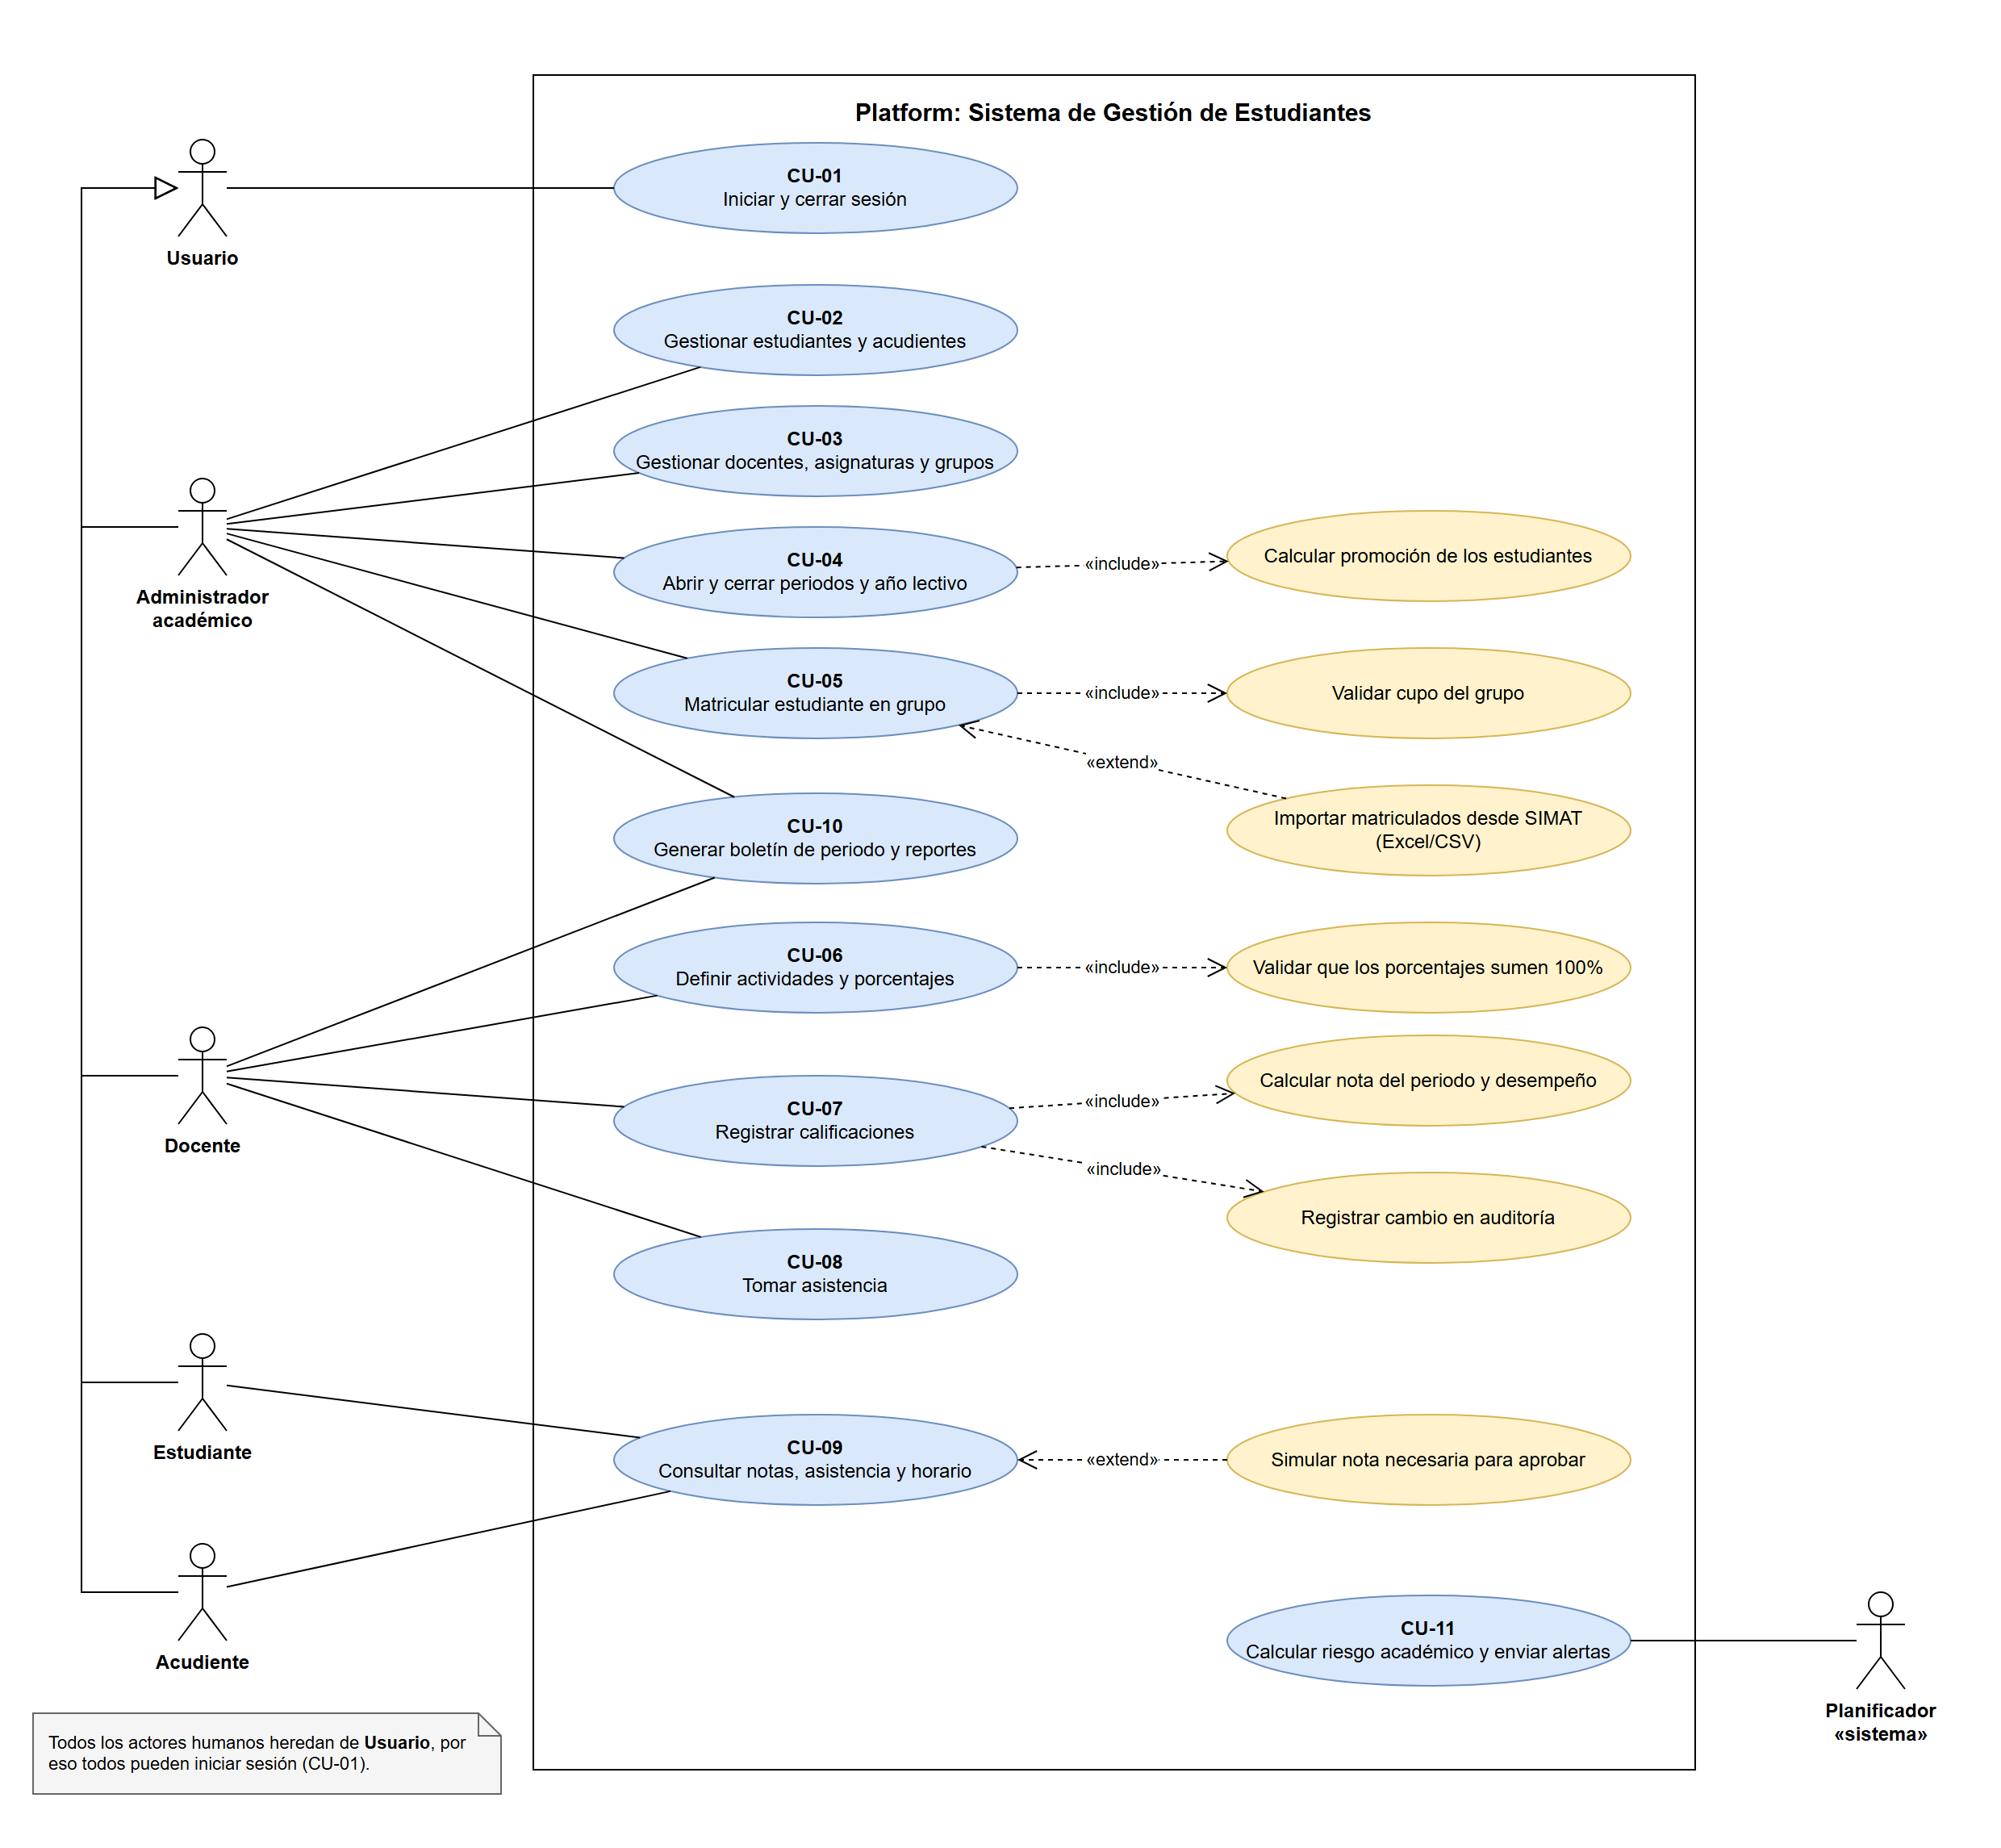 Platform: Sistema de Gestión de Estudiantes
Usuario
CU-01
Iniciar y cerrar sesión
CU-02
Gestionar estudiantes y acudientes
CU-03
Gestionar docentes, asignaturas y grupos
Administrador
académico
CU-04
Abrir y cerrar periodos y año lectivo
«include»
Calcular promoción de los estudiantes
CU-05
Matricular estudiante en grupo
«include»
Validar cupo del grupo
«extend»
Importar matriculados desde SIMAT
(Excel/CSV)
CU-10
Generar boletín de periodo y reportes
CU-06
Definir actividades y porcentajes
«include»
Validar que los porcentajes sumen 100%
Docente
CU-07
Registrar calificaciones
«include»
Calcular nota del periodo y desempeño
«include»
Registrar cambio en auditoría
CU-08
Tomar asistencia
Estudiante
CU-09
Consultar notas, asistencia y horario
«extend»
Simular nota necesaria para aprobar
Acudiente
CU-11
Calcular riesgo académico y enviar alertas
Planificador
«sistema»
Todos los actores humanos heredan de Usuario, por
eso todos pueden iniciar sesión (CU-01).